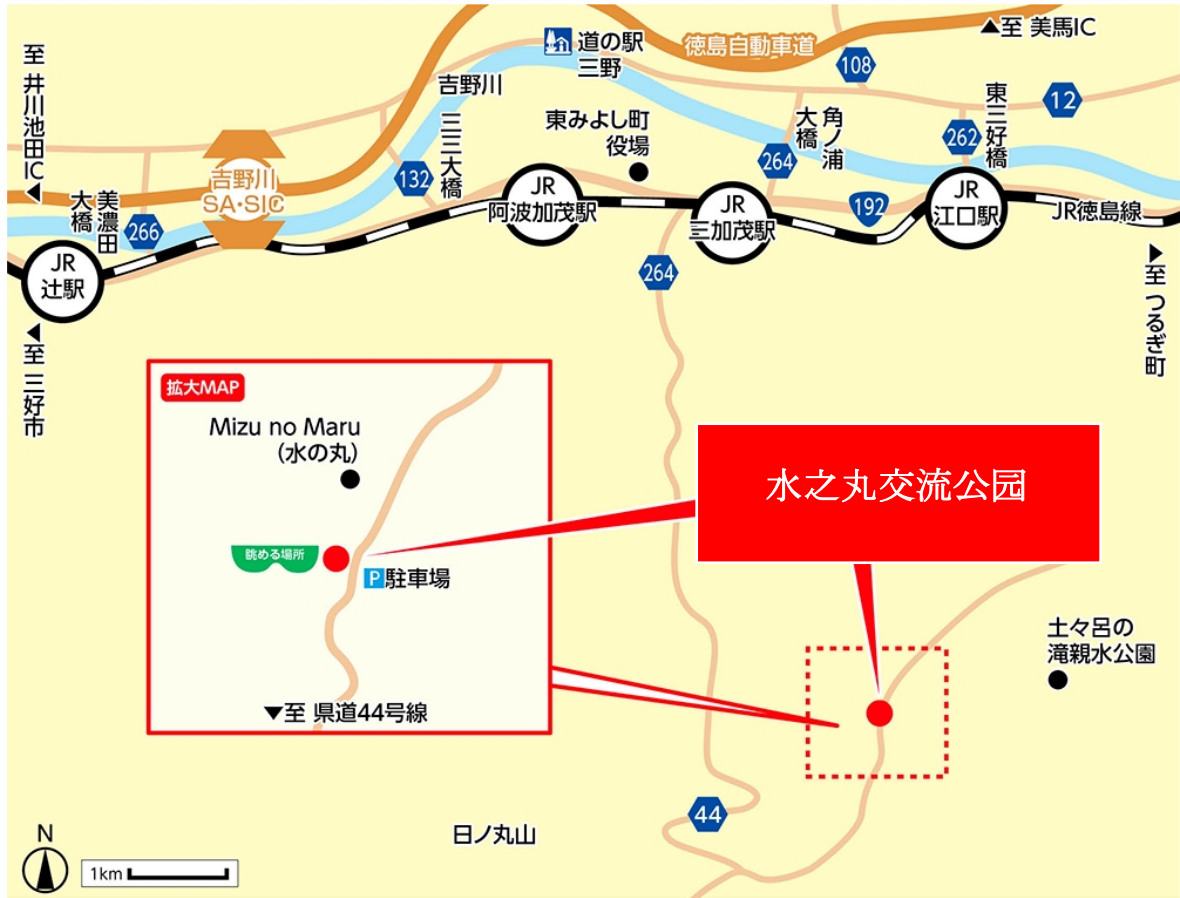 ▲至 美馬IC
徳島自動車道
道の駅
三野
至 井川池田IC▲
吉野川
108
12
東三好橋
262
角ノ浦
大橋
264
東みよし町
役場
三三大橋
132
吉野川
SA・SIC
美濃田
大橋
266
JR
阿波加茂駅
JR
三加茂駅
192
JR
江口駅
JR徳島線
JR
辻駅
▲至 三好市
▲至 つるぎ町
264
拡大MAP
Mizu no Maru
(水の丸)
眺める場所
P駐車場
▼至 県道44号線
水之丸交流公园
土々呂の
滝親水公園
44
日ノ丸山
N
1km